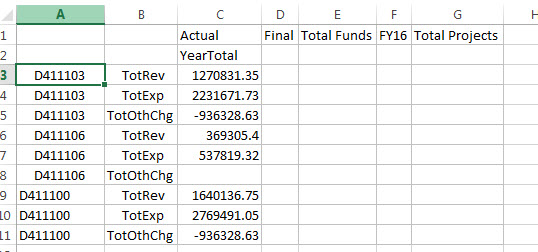 A B C D E F G H
1 Actual Final Total Funds FY16 Total Projects
2 YearTotal
3 D411103 TotRev 1270831.35
4 D411103 TotExp 2231671.73
5 D411103 TotOthChg -936328.63
6 D411106 TotRev 369305.4
7 D411106 TotExp 537819.32
8 D411106 TotOthChg
9 D411100 TotRev 1640136.75
10 D411100 TotExp 2769491.05
11 D411100 TotOthChg -936328.63